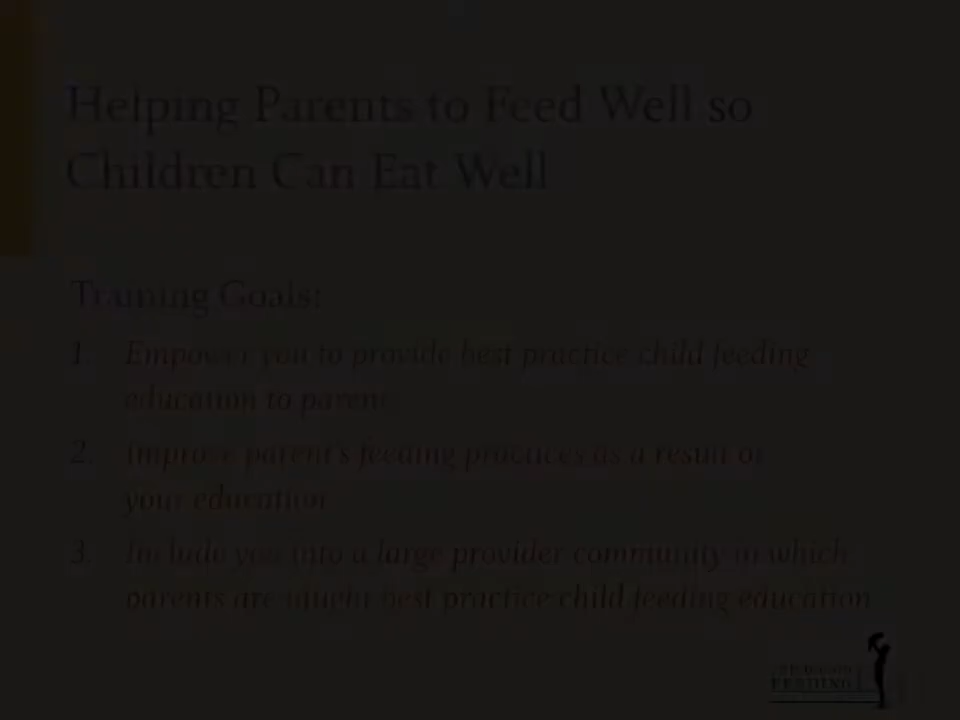 Helping Parents to Feed Well so
Children Can Eat Well
Training Goals:
1. Empower you to provide best practice child feeding
education to parent
2. Improve parent's feeding practices as a result of
your education
3. Include you into a large provider community in which
parents are taught best practice child feeding education
FEEDING